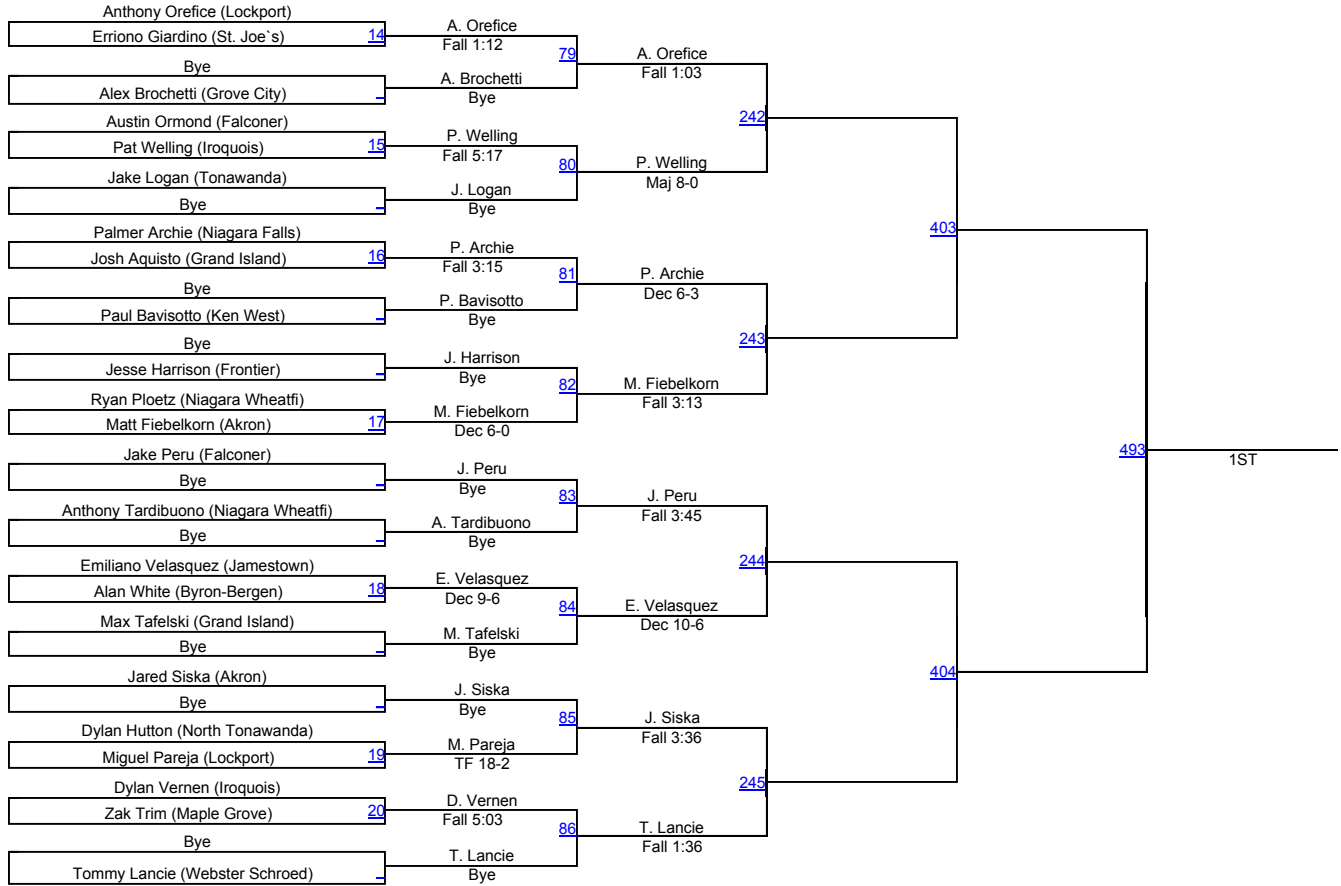 Anthony Orefice (Lockport)
Erriono Giardino (St. Joe`s)
14
Bye
Alex Brochetti (Grove City)
Austin Ormond (Falconer)
Pat Welling (Iroquois)
15
Jake Logan (Tonawanda)
Bye
Palmer Archie (Niagara Falls)
Josh Aquisto (Grand Island)
16
Bye
Paul Bavisotto (Ken West)
Bye
Jesse Harrison (Frontier)
Ryan Ploetz (Niagara Wheatfi)
Matt Fiebelkorn (Akron)
17
Jake Peru (Falconer)
Bye
Anthony Tardibuono (Niagara Wheatfi)
Bye
Emiliano Velasquez (Jamestown)
Alan White (Byron-Bergen)
18
Max Tafelski (Grand Island)
Bye
Jared Siska (Akron)
Bye
Dylan Hutton (North Tonawanda)
Miguel Pareja (Lockport)
19
Dylan Vernen (Iroquois)
Zak Trim (Maple Grove)
20
Bye
Tommy Lancie (Webster Schroed)
A. Orefice
Fall 1:12
79
A. Brochetti
Bye
P. Welling
Fall 5:17
80
J. Logan
Bye
P. Archie
Fall 3:15
81
P. Bavisotto
Bye
J. Harrison
Bye
82
M. Fiebelkorn
Dec 6-0
J. Peru
Bye
83
A. Tardibuono
Bye
E. Velasquez
Dec 9-6
84
M. Tafelski
Bye
J. Siska
Bye
85
M. Pareja
TF 18-2
D. Vernen
Fall 5:03
86
T. Lancie
Bye
A. Orefice
Fall 1:03
242
P. Welling
Maj 8-0
P. Archie
Dec 6-3
243
M. Fiebelkorn
Fall 3:13
J. Peru
Fall 3:45
244
E. Velasquez
Dec 10-6
J. Siska
Fall 3:36
245
T. Lancie
Fall 1:36
403
404
493
1ST